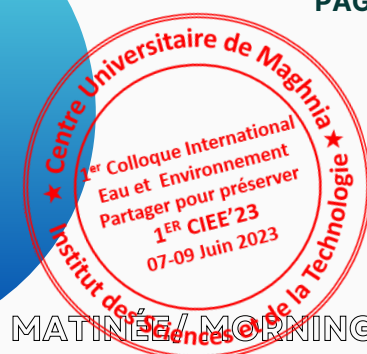 PAG
★ Centre Universitaire de Maghnia ★
1er Colloque International
Eau et Environnement
Partager pour préserver
1ER CIEE'23
07-09 Juin 2023
Institut des Sciences et de la Technologie
MATINÉE/ MORNING